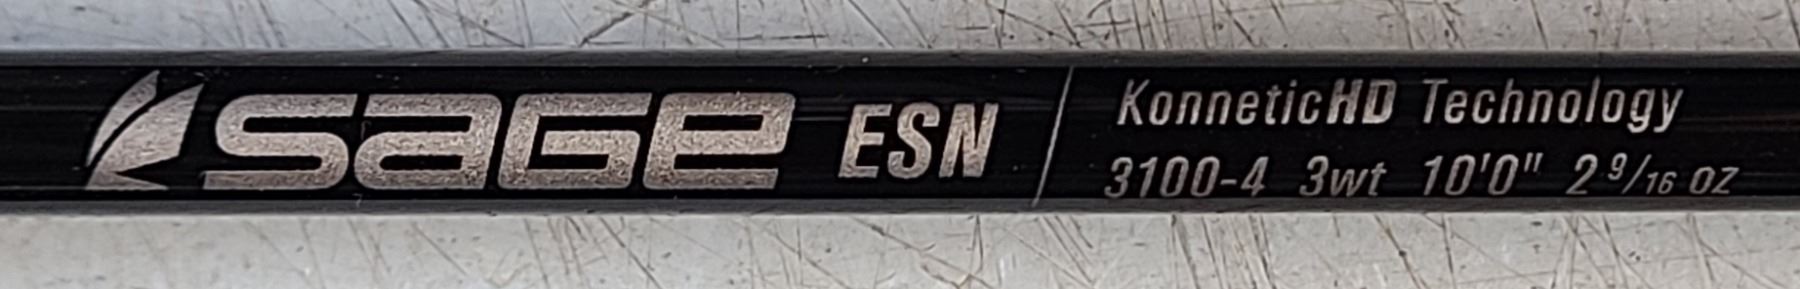 SAGE ESN
KonneticHD Technology
3100-4 3wt 10'0" 2 9/16 oz